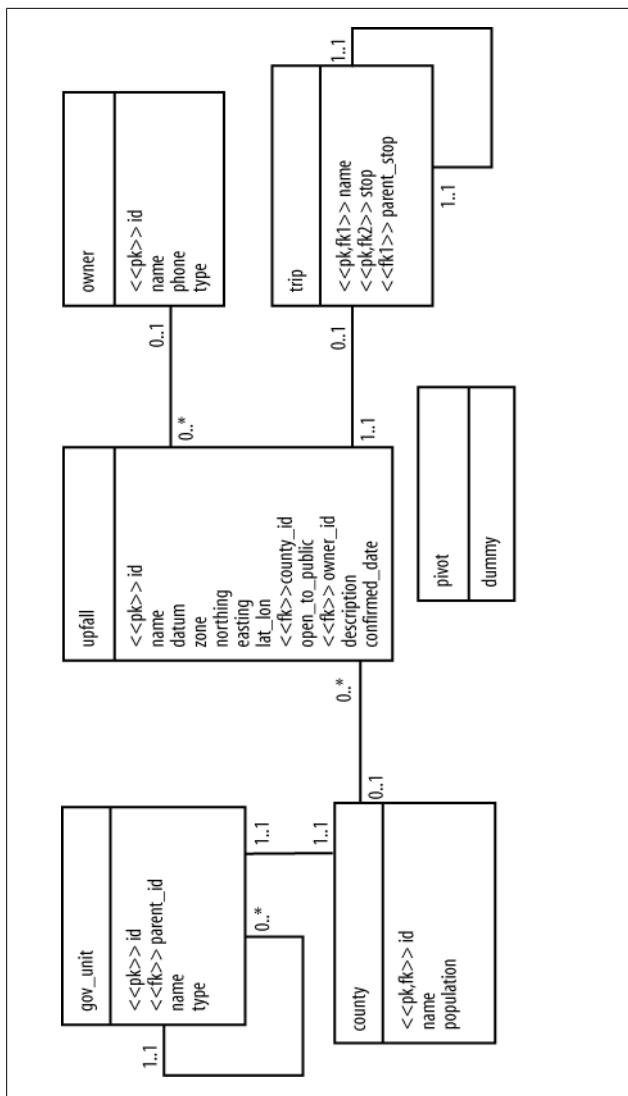 gov_unit
<<pk>> id
<<fk>> parent_id
name
type
1..1
0..*
1..1
1..1
county
<<pk,fk>> id
name
population
0..1
0..*
upfall
<<pk>> id
name
datum
zone
northing
easting
lat_lon
<<fk>>county_id
open_to_public
<<fk>> owner_id
description
confirmed_date
0..*
0..1
1..1
0..1
owner
<<pk>> id
name
phone
type
trip
<<pk,fk1>> name
<<pk,fk2>> stop
<<fk1>> parent_stop
1..1
1..1
pivot
dummy